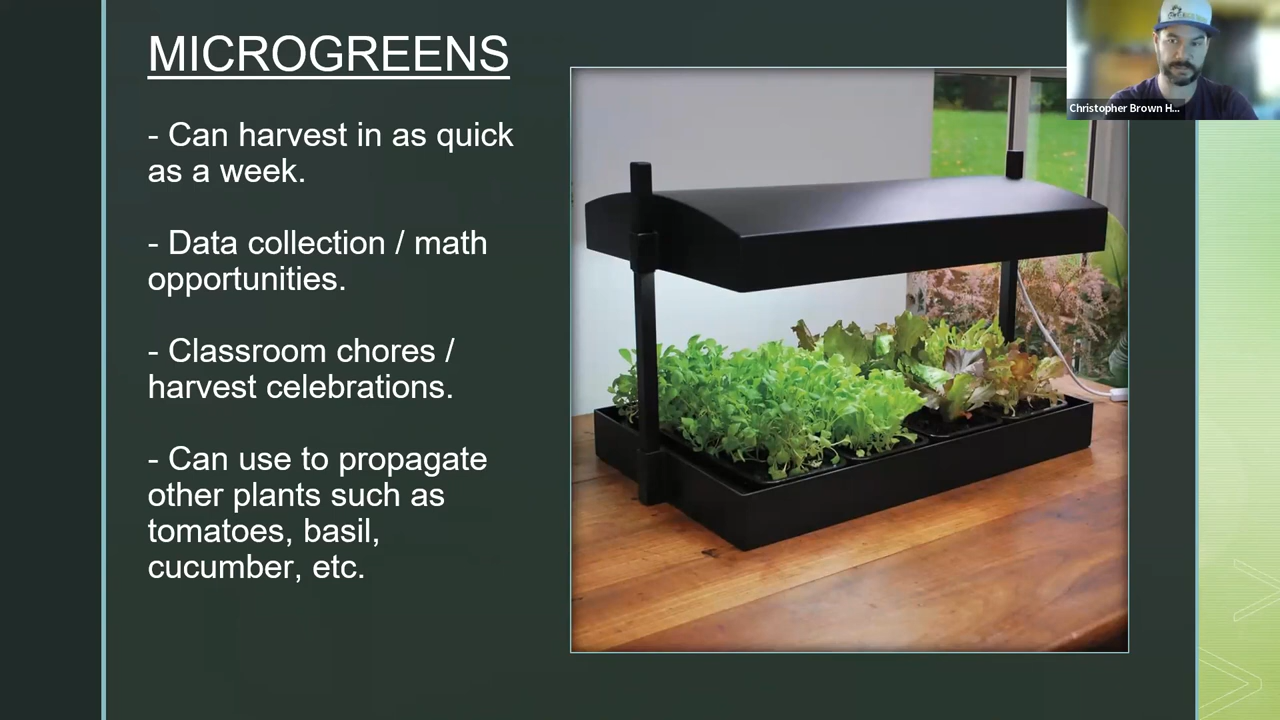 MICROGREENS
- Can harvest in as quick
as a week.
- Data collection / math
opportunities.
- Classroom chores /
harvest celebrations.
- Can use to propagate
other plants such as
tomatoes, basil,
cucumber, etc.
Christopher Brown H...